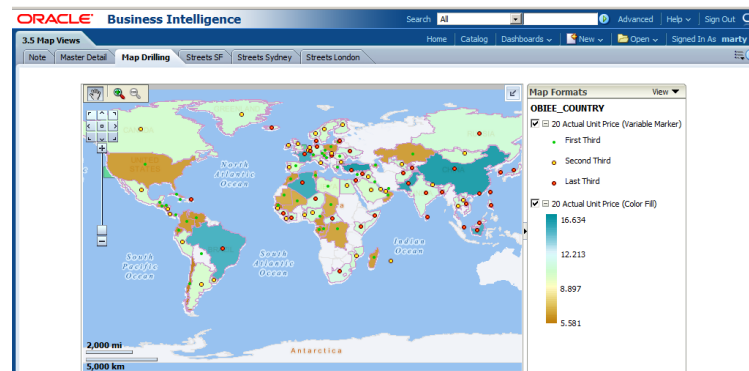 ORACLE Business Intelligence
Search All Advanced Help Sign Out
3.5 Map Views
Home Catalog Dashboards New Open Signed In As marty
Note Master Detail Map Drilling Streets SF Streets Sydney Streets London
Map Formats View
OBIEE_COUNTRY
20 Actual Unit Price (Variable Marker)
First Third
Second Third
Last Third
20 Actual Unit Price (Color Fill)
16.634
12.213
8.897
5.581
North
Atlantic
Ocean
South
Pacific
Ocean
South
Atlantic
Ocean
Indian
Ocean
Antarctica
2,000 mi
5,000 km